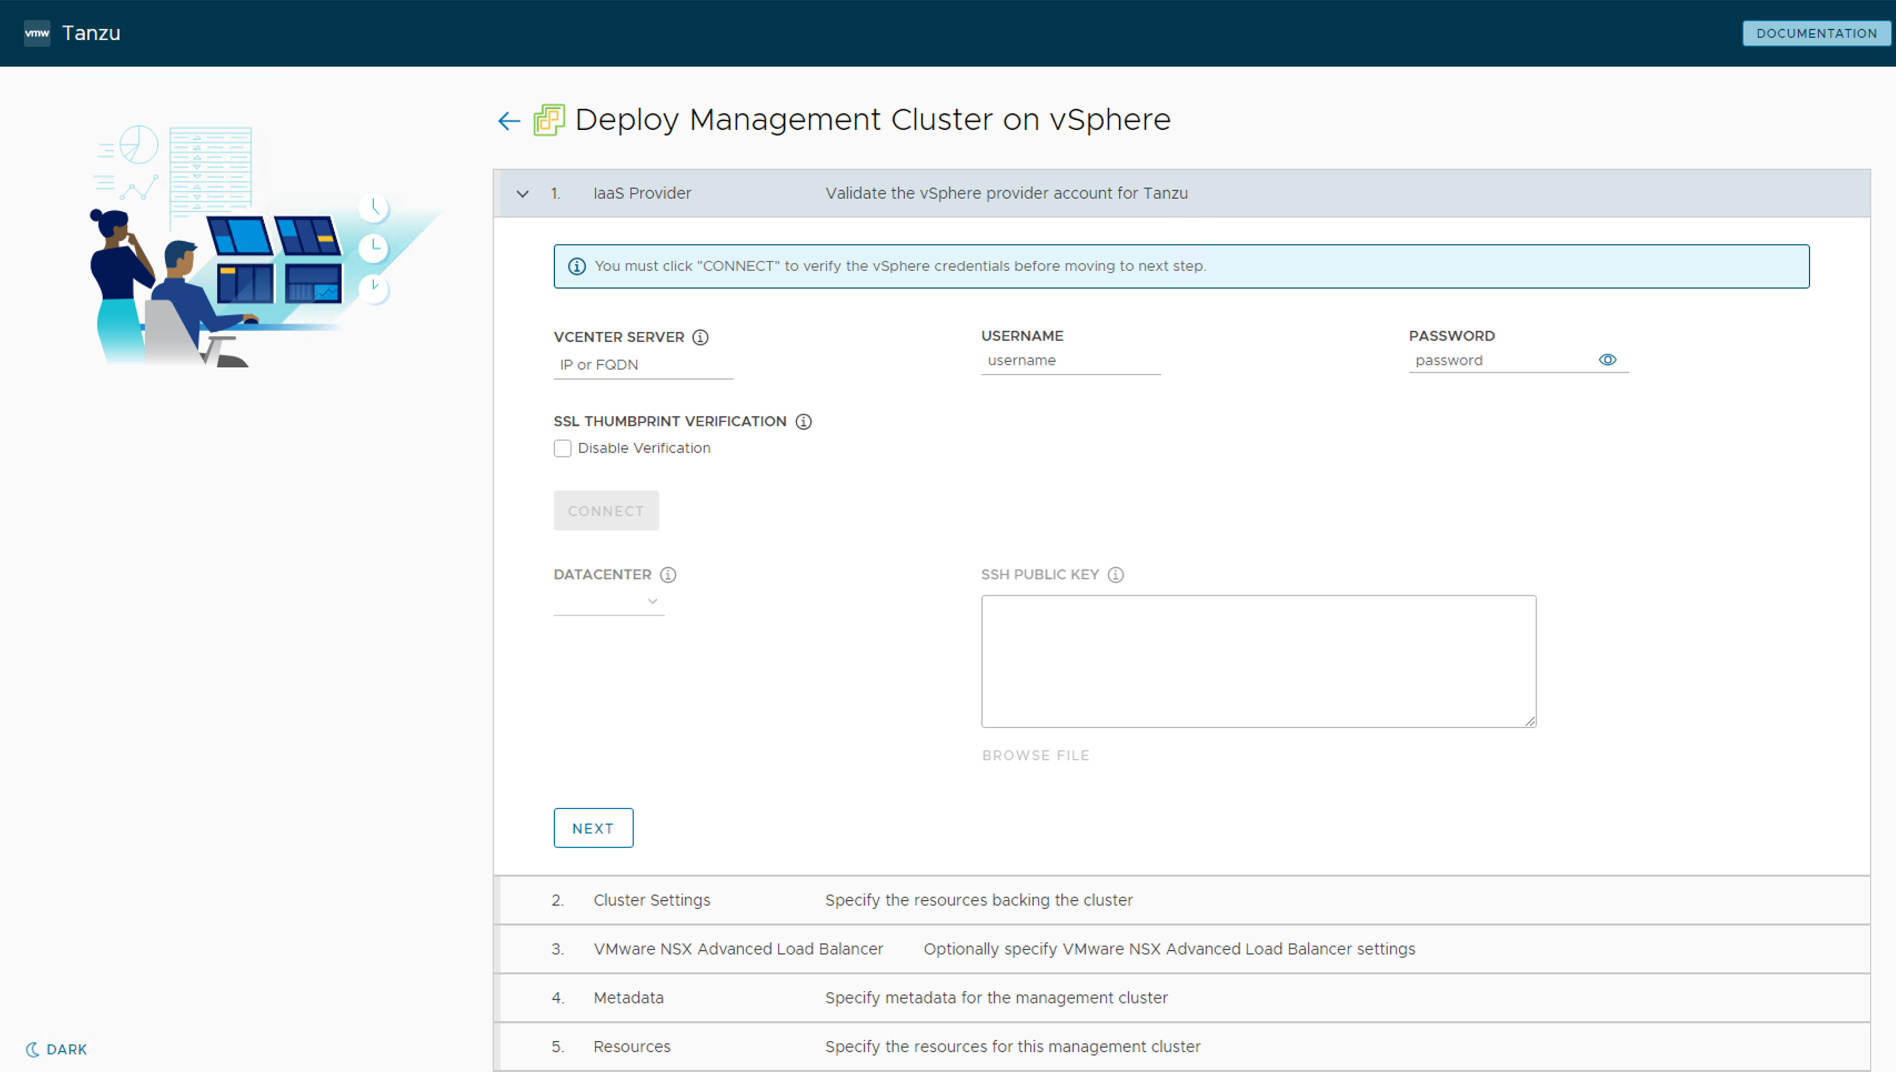 vmw Tanzu
DOCUMENTATION
Deploy Management Cluster on vSphere
1. IaaS Provider Validate the vSphere provider account for Tanzu
You must click "CONNECT" to verify the vSphere credentials before moving to next step.
VCENTER SERVER
IP or FQDN
USERNAME
username
PASSWORD
password
SSL THUMBPRINT VERIFICATION
Disable Verification
CONNECT
DATACENTER
SSH PUBLIC KEY
BROWSE FILE
NEXT
2. Cluster Settings Specify the resources backing the cluster
3. VMware NSX Advanced Load Balancer Optionally specify VMware NSX Advanced Load Balancer settings
4. Metadata Specify metadata for the management cluster
5. Resources Specify the resources for this management cluster
DARK